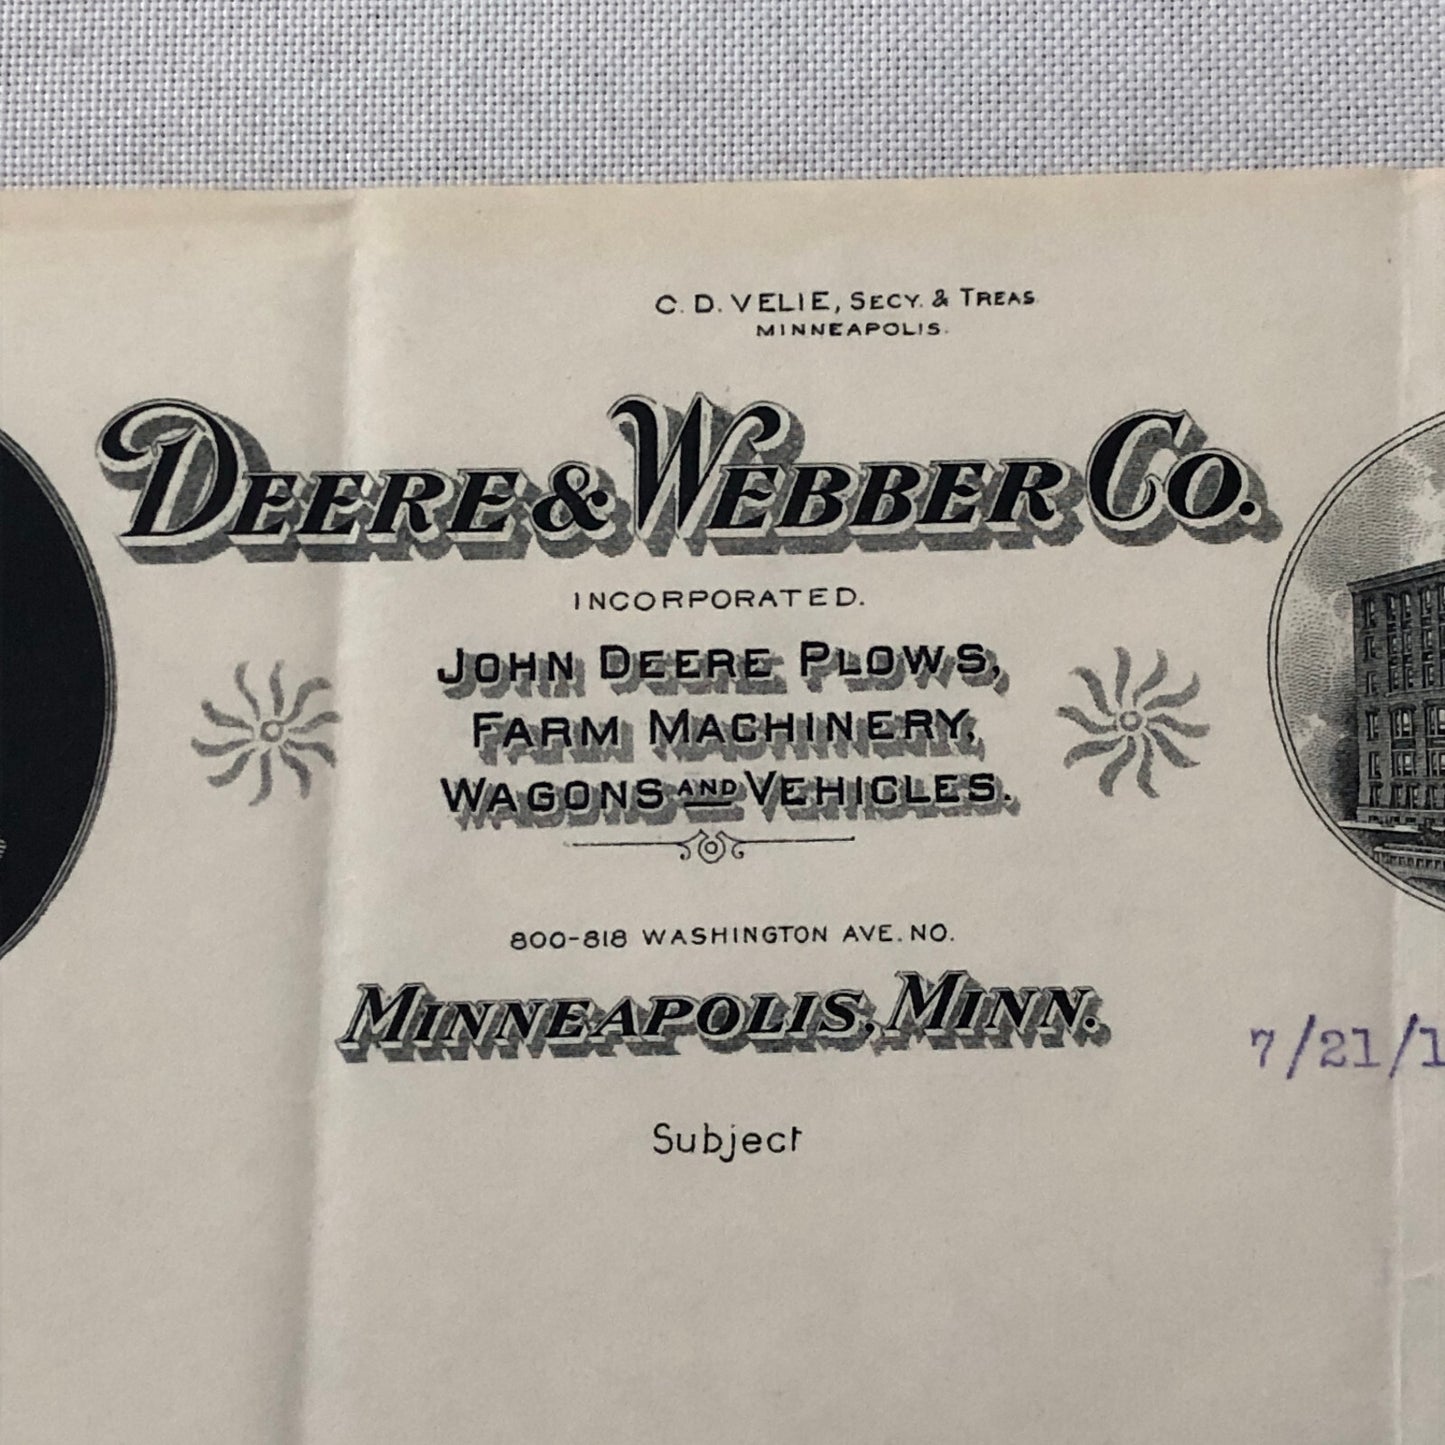 C. D. VELIE, SECY. & TREAS.
MINNEAPOLIS.
DEERE & WEBBER CO.
INCORPORATED.
JOHN DEERE PLOWS,
FARM MACHINERY,
WAGONS AND VEHICLES.
800-818 WASHINGTON AVE. NO.
MINNEAPOLIS, MINN.
7/21/1
Subject